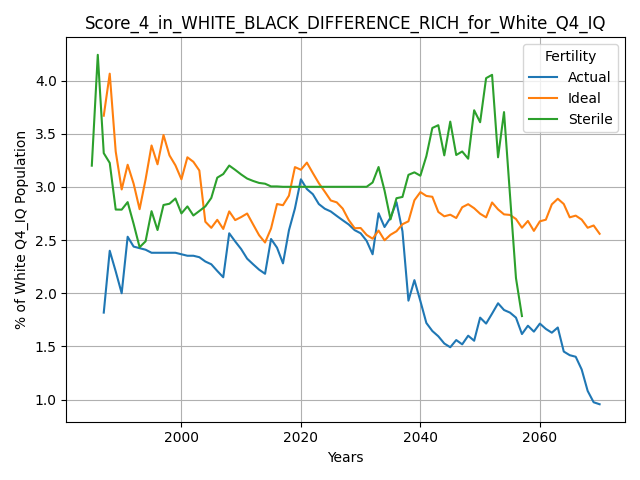 Score_4_in_WHITE_BLACK_DIFFERENCE_RICH_for_White_Q4_IQ
Fertility
Actual
Ideal
Sterile
% of White Q4_IQ Population
4.0
3.5
3.0
2.5
2.0
1.5
1.0
2000
2020
2040
2060
Years